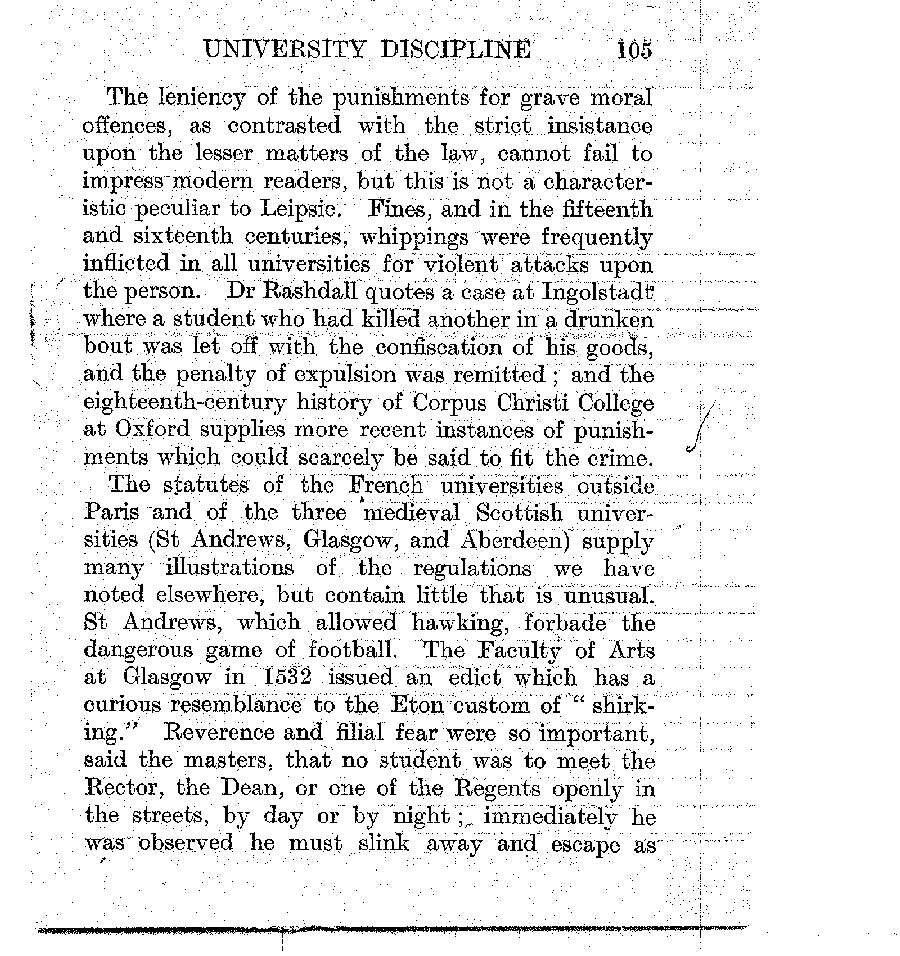 UNIVERSITY DISCIPLINE 105
The leniency of the punishments for grave moral
offences, as contrasted with the strict insistance
upon the lesser matters of the law, cannot fail to
impress modern readers, but this is not a character-
istic peculiar to Leipsic. Fines, and in the fifteenth
and sixteenth centuries, whippings were frequently
inflicted in all universities for violent attacks upon
the person. Dr Rashdall quotes a case at Ingolstadt
where a student who had killed another in a drunken
bout was let off with the confiscation of his goods,
and the penalty of expulsion was remitted ; and the
eighteenth-century history of Corpus Christi College
at Oxford supplies more recent instances of punish-
ments which could scarcely be said to fit the crime.
The statutes of the French universities outside
Paris and of the three medieval Scottish univer-
sities (St Andrews, Glasgow, and Aberdeen) supply
many illustrations of the regulations we have
noted elsewhere, but contain little that is unusual.
St Andrews, which allowed hawking, forbade the
dangerous game of football. The Faculty of Arts
at Glasgow in 1532 issued an edict which has a
curious resemblance to the Eton custom of “ shirk-
ing.” Reverence and filial fear were so important,
said the masters, that no student was to meet the
Rector, the Dean, or one of the Regents openly in
the streets, by day or by night ; immediately he
was observed he must slink away and escape as